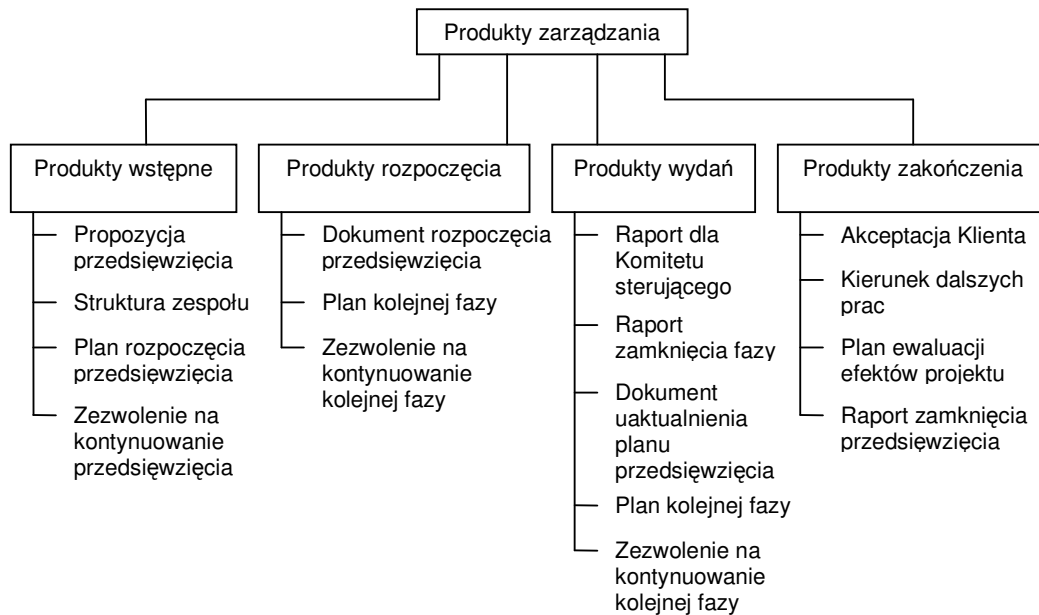 Produkty zarządzania
Produkty wstępne
Propozycja
przedsięwzięcia
Struktura zespołu
Plan rozpoczęcia
przedsięwzięcia
Zezwolenie na
kontynuowanie
przedsięwzięcia
Produkty rozpoczęcia
Dokument rozpoczęcia
przedsięwzięcia
Plan kolejnej fazy
Zezwolenie na
kontynuowanie
kolejnej fazy
Produkty wydań
Raport dla
Komitetu
sterującego
Raport
zamknięcia fazy
Dokument
uaktualnienia
planu
przedsięwzięcia
Plan kolejnej fazy
Zezwolenie na
kontynuowanie
kolejnej fazy
Produkty zakończenia
Akceptacja Klienta
Kierunek dalszych
prac
Plan ewaluacji
efektów projektu
Raport zamknięcia
przedsięwzięcia